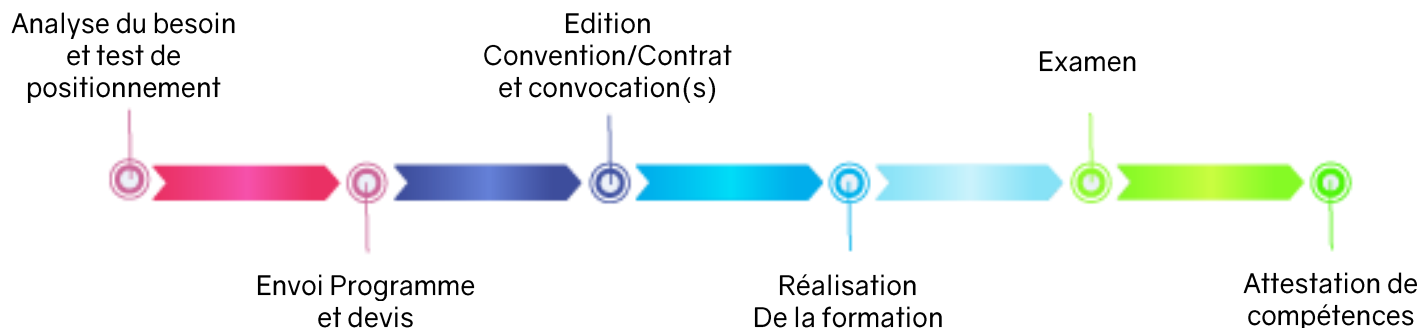 Analyse du besoin
et test de
positionnement
Envoi Programme
et devis
Edition
Convention/Contrat
et convocation(s)
Réalisation
De la formation
Examen
Attestation de
compétences